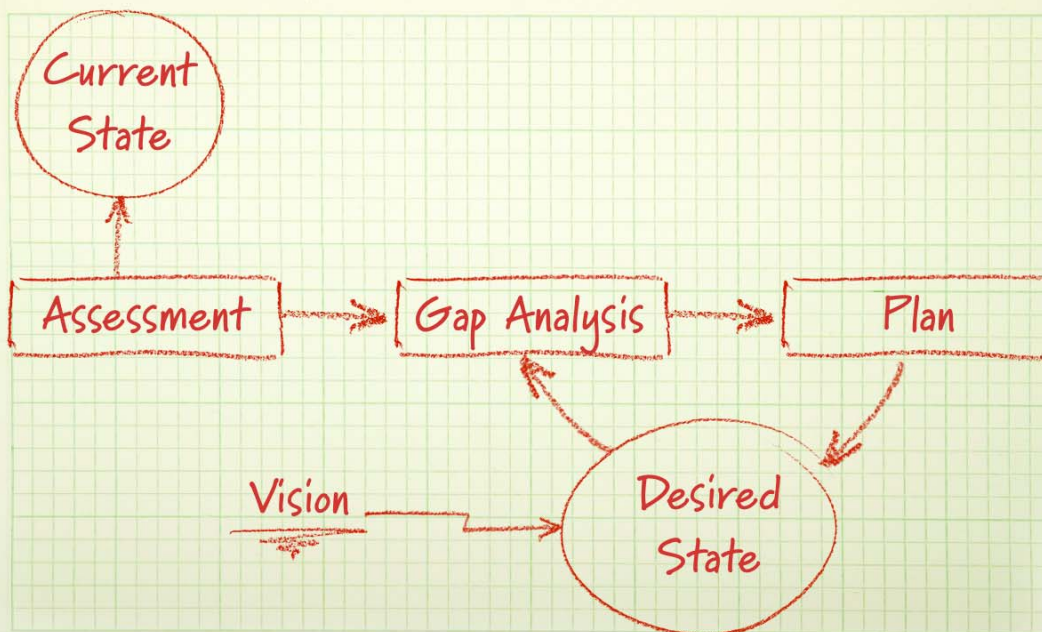 Current
State
Assessment
Gap Analysis
Plan
Vision
Desired
State